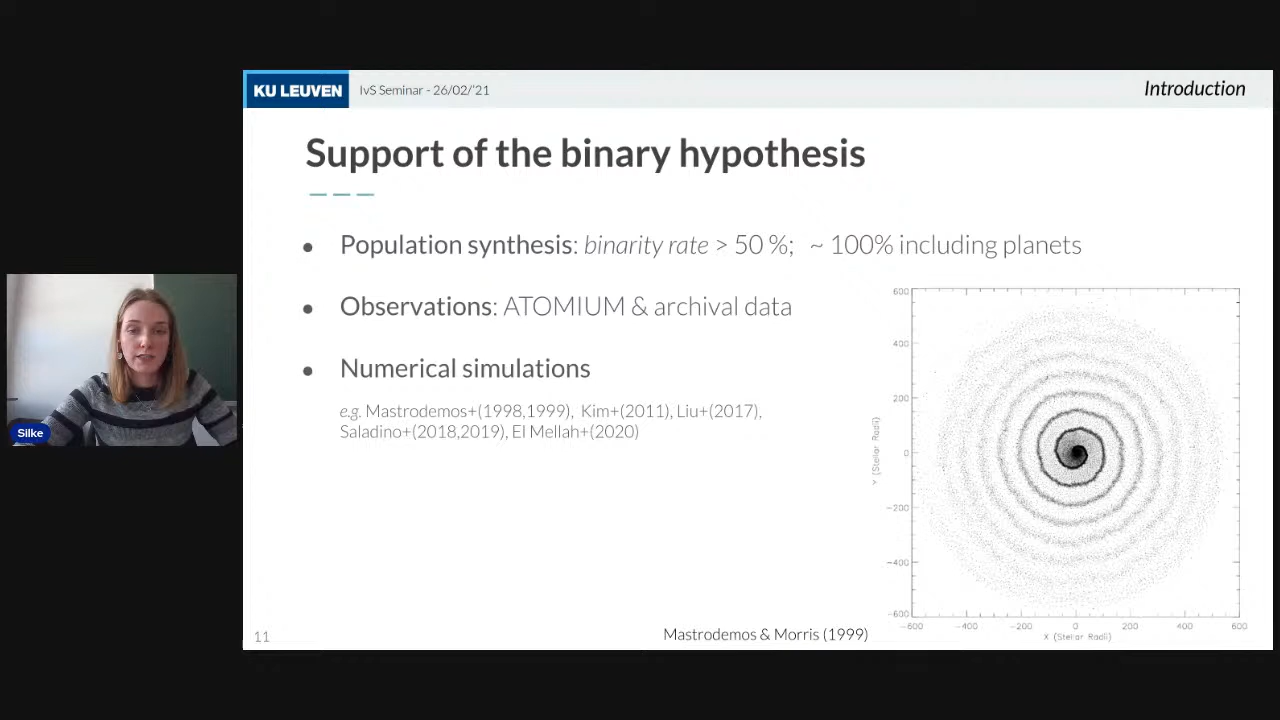 KU LEUVEN
IvS Seminar - 26/02/'21
Introduction
Support of the binary hypothesis
● Population synthesis: binarity rate > 50 %; ~ 100% including planets
● Observations: ATOMIUM & archival data
● Numerical simulations
e.g. Mastrodemos+(1998,1999), Kim+(2011), Liu+(2017),
Saladino+(2018,2019), El Mellah+(2020)
Silke
600
400
200
0
−200
−400
−600
Y (Stellar Radii)
−600 −400 −200 0 200 400 600
X (Stellar Radii)
Mastrodemos & Morris (1999)
11